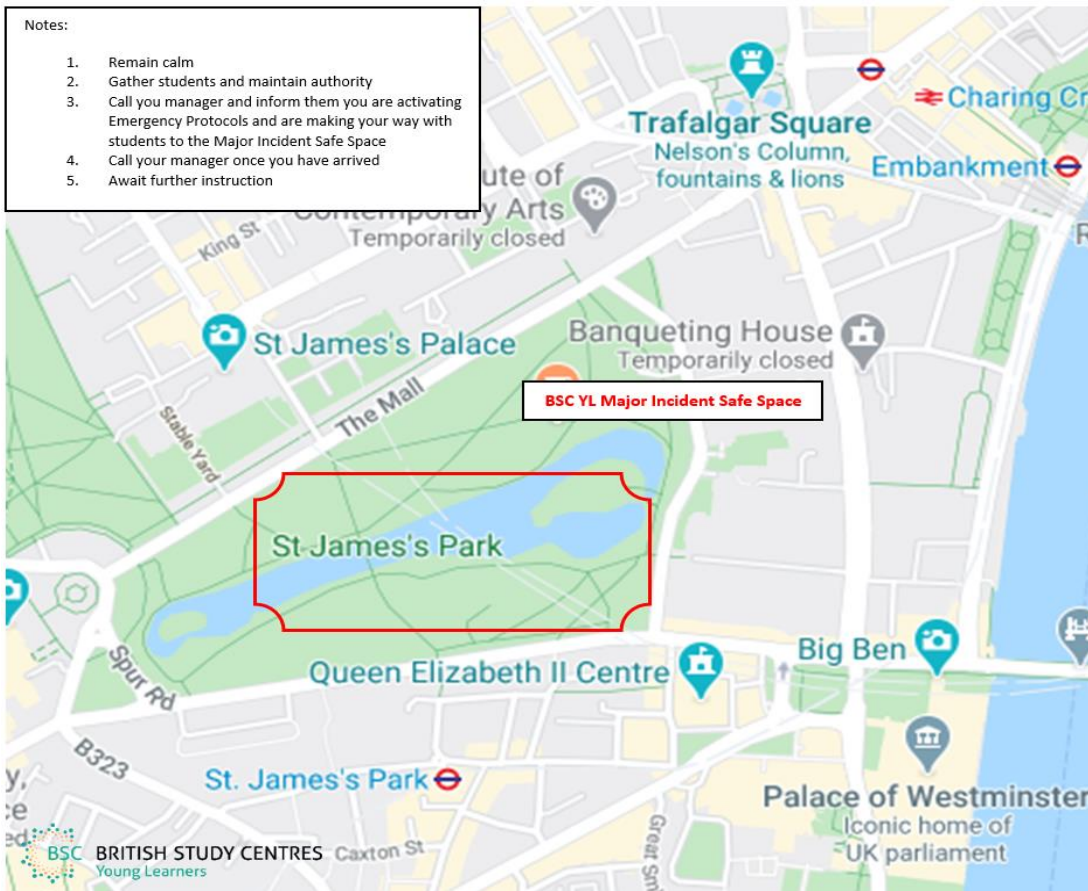 Notes:
1. Remain calm
2. Gather students and maintain authority
3. Call you manager and inform them you are activating
Emergency Protocols and are making your way with
students to the Major Incident Safe Space
4. Call your manager once you have arrived
5. Await further instruction
Trafalgar Square
Nelson's Column,
fountains & lions
Charing Cr
Embankment
R
ute of
Contemporary Arts
Temporarily closed
King St
St James's Palace
Banqueting House
Temporarily closed
BSC YL Major Incident Safe Space
The Mall
Stable Yard
St James's Park
Spur Rd
Queen Elizabeth II Centre
Big Ben
B323
St. James's Park
Palace of Westminster
Iconic home of
UK parliament
y,
ce
ed
Great Sm
Caxton St
BSC BRITISH STUDY CENTRES
Young Learners